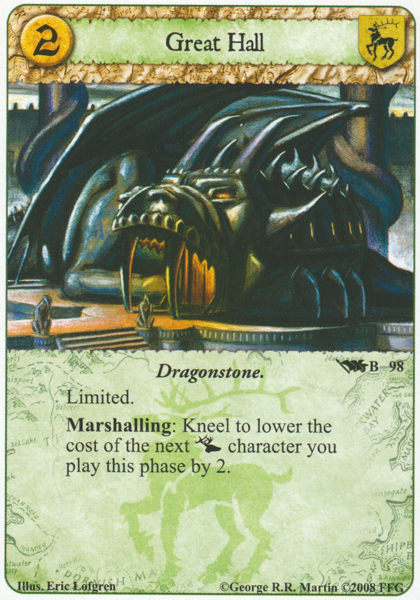 2
Great Hall
Dragonstone.
B 98
Limited.
Marshalling: Kneel to lower the
cost of the next character you
play this phase by 2.
Illus. Eric Lofgren
©George R.R. Martin ©2008 FFG